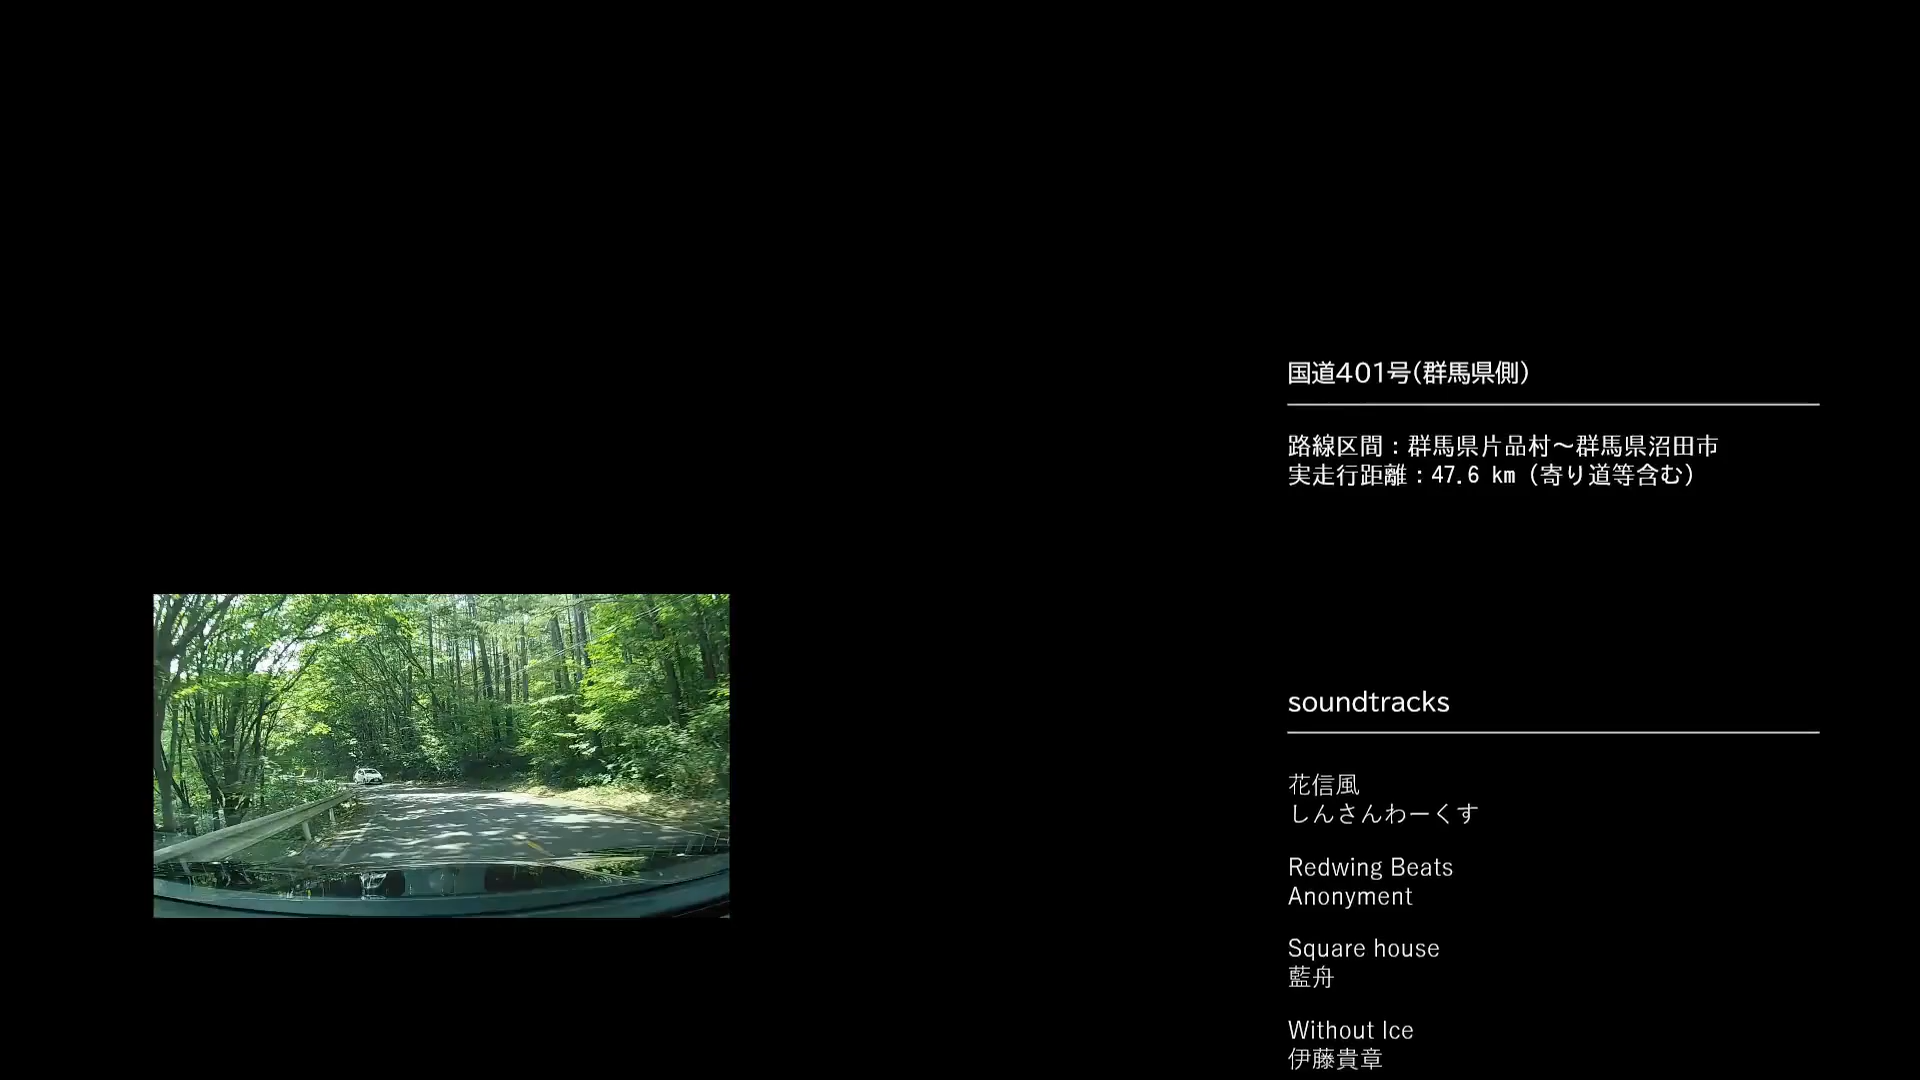 国道401号(群馬県側)
路線区間：群馬県片品村～群馬県沼田市
実走行距離：47.6 km (寄り道等含む)
soundtracks
花信風
しんさんわーくす
Redwing Beats
Anonyment
Square house
藍舟
Without Ice
伊藤貴章